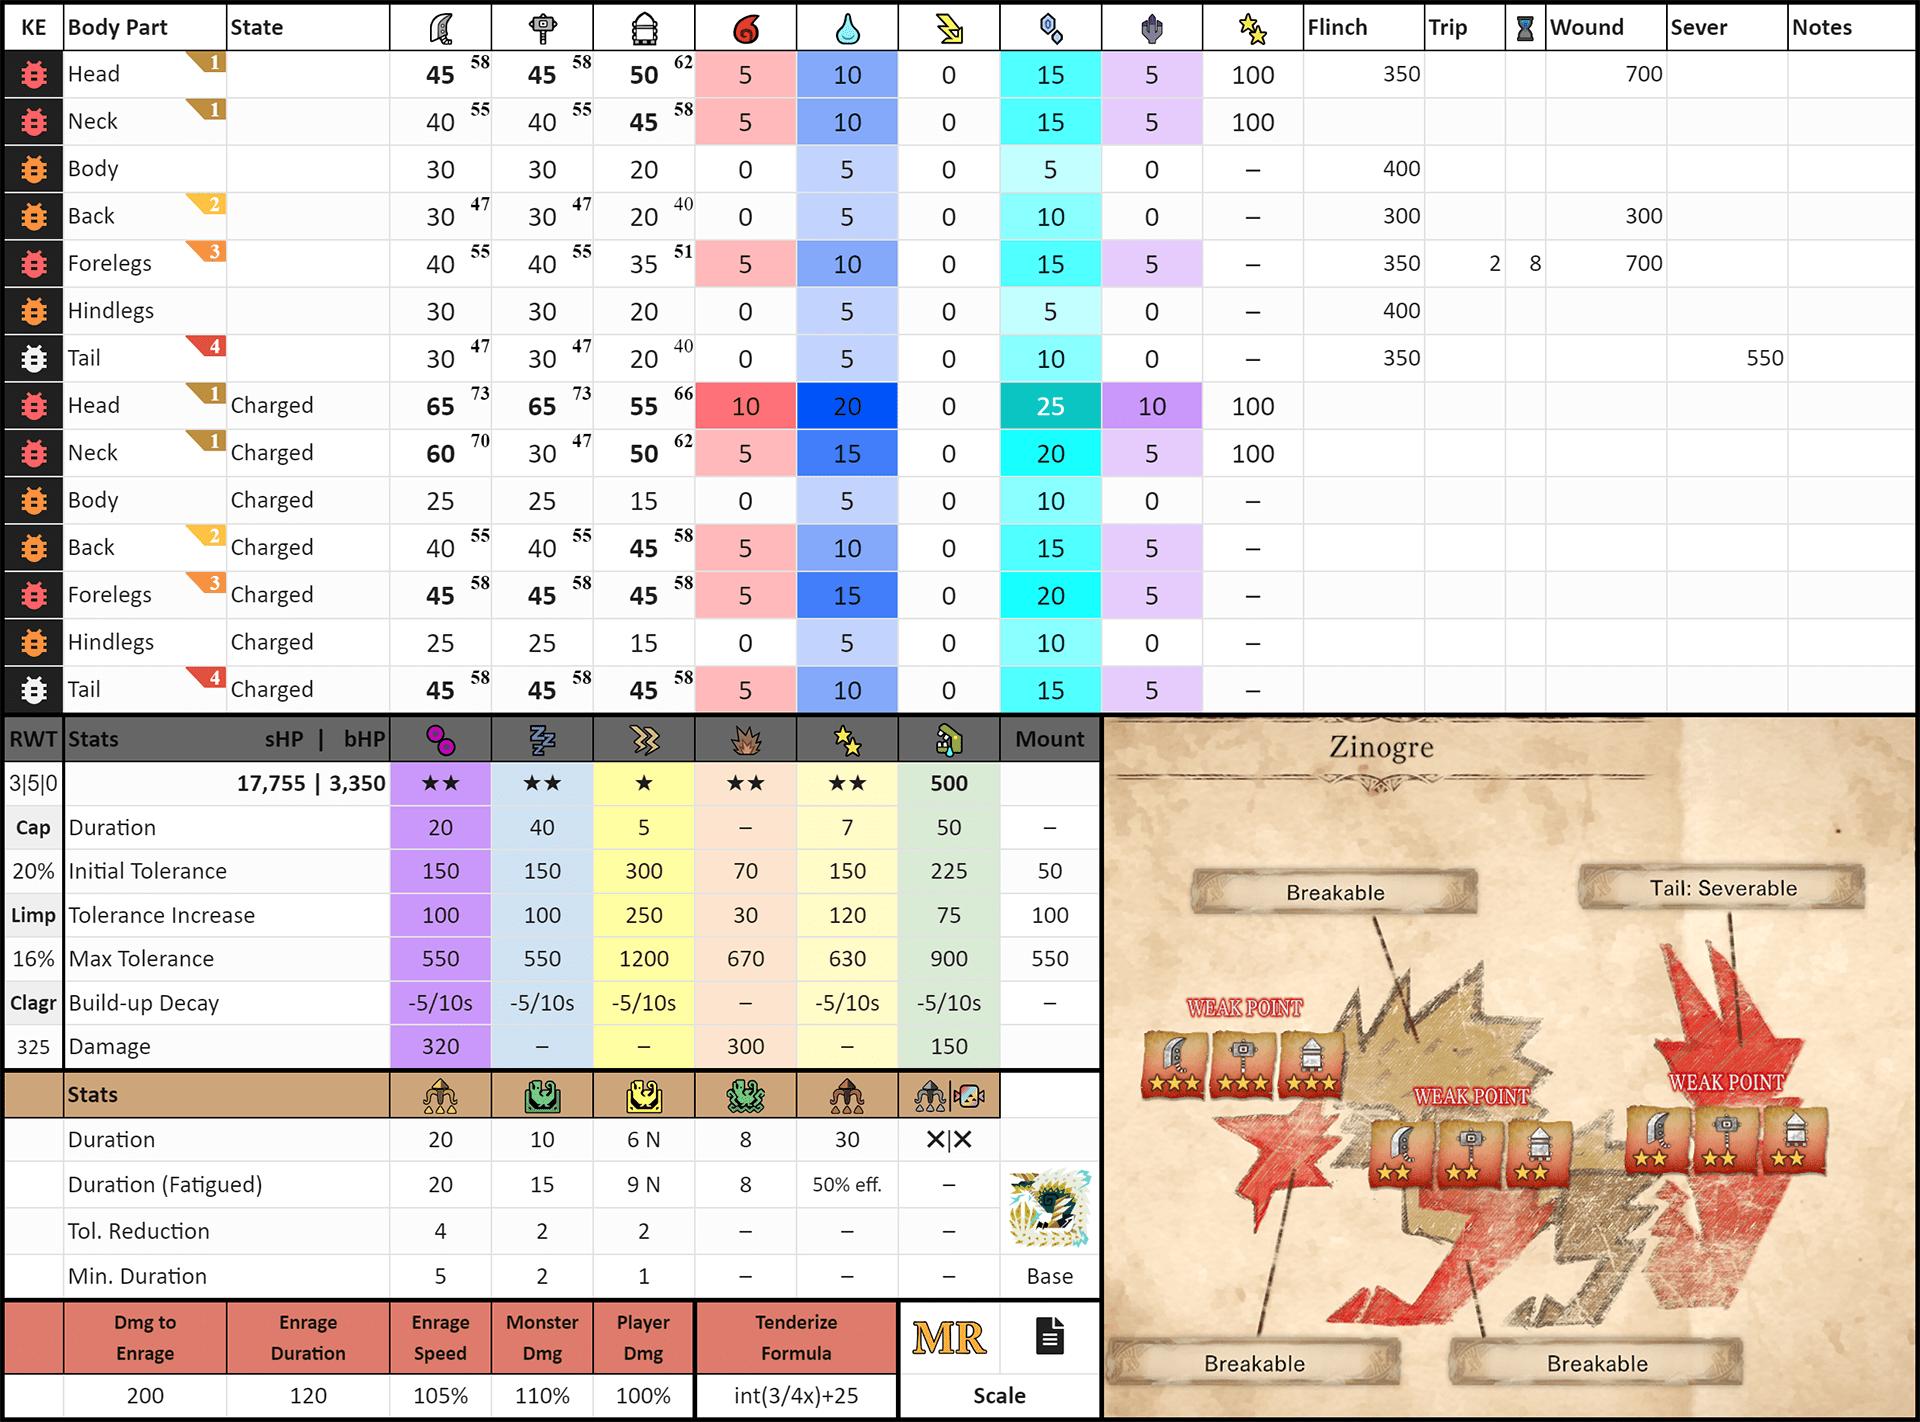 KE Body Part State Flinch Trip Wound Sever Notes
Head 1 45 58 45 58 50 62 5 10 0 15 5 100 350 700
Neck 1 40 55 40 55 45 58 5 10 0 15 5 100
Body 30 30 20 0 5 0 5 0 – 400
Back 2 30 47 30 47 20 40 0 5 0 10 0 – 300 300
Forelegs 3 40 55 40 55 35 51 5 10 0 15 5 – 350 2 8 700
Hindlegs 30 30 20 0 5 0 5 0 – 400
Tail 4 30 47 30 47 20 40 0 5 0 10 0 – 350 550
Head 1 Charged 65 73 65 73 55 66 10 20 0 25 10 100
Neck 1 Charged 60 70 30 47 50 62 5 15 0 20 5 100
Body Charged 25 25 15 0 5 0 10 0 –
Back 2 Charged 40 55 40 55 45 58 5 10 0 15 5 –
Forelegs 3 Charged 45 58 45 58 45 58 5 15 0 20 5 –
Hindlegs Charged 25 25 15 0 5 0 10 0 –
Tail 4 Charged 45 58 45 58 45 58 5 10 0 15 5 –
RWT Stats sHP | bHP Mount
3|5|0 17,755 | 3,350 ★★ ★★ ★ ★★ ★★ 500
Cap Duration 20 40 5 – 7 50 –
20% Initial Tolerance 150 150 300 70 150 225 50
Limp Tolerance Increase 100 100 250 30 120 75 100
16% Max Tolerance 550 550 1200 670 630 900 550
Clagr Build-up Decay -5/10s -5/10s -5/10s – -5/10s -5/10s –
325 Damage 320 – – 300 – 150
Stats
Duration 20 10 6 N 8 30 ✕|✕
Duration (Fatigued) 20 15 9 N 8 50% eff. –
Tol. Reduction 4 2 2 – – –
Min. Duration 5 2 1 – – – Base
Dmg to Enrage Enrage Duration Enrage Speed Monster Dmg Player Dmg Tenderize Formula MR
200 120 105% 110% 100% int(3/4x)+25 Scale
Zinogre
Breakable
Tail: Severable
WEAK POINT
WEAK POINT
WEAK POINT
Breakable
Breakable